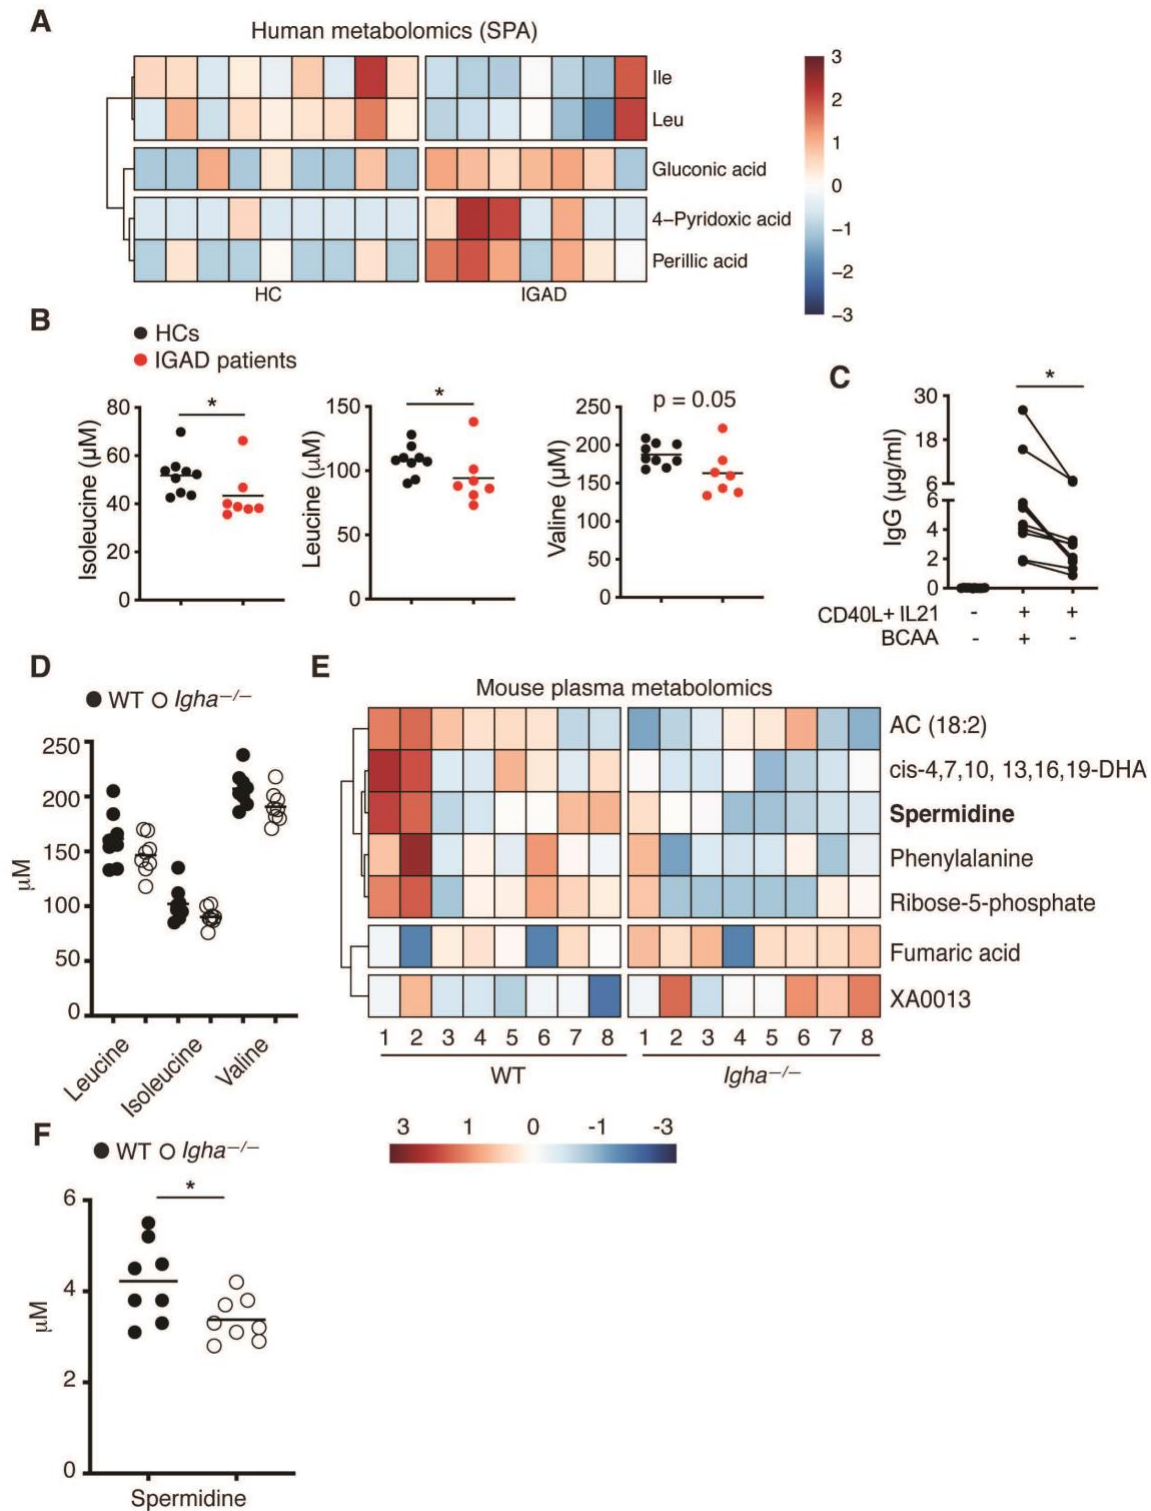 A
Human metabolomics (SPA)
Ile
Leu
Gluconic acid
4–Pyridoxic acid
Perillic acid
HC
IGAD
3
2
1
0
−1
−2
−3
B
HCs
IGAD patients
Isoleucine (µM)
80
60
40
20
0
*
Leucine (µM)
150
100
50
0
*
Valine (µM)
250
200
150
100
50
0
p = 0.05
C
*
IgG (µg/ml)
30
18
6
6
4
2
0
CD40L+ IL21 - + +
BCAA - + -
D
WT Igha−/−
µM
250
200
150
100
50
0
Leucine
Isoleucine
Valine
E
Mouse plasma metabolomics
AC (18:2)
cis-4,7,10, 13,16,19-DHA
Spermidine
Phenylalanine
Ribose-5-phosphate
Fumaric acid
XA0013
1 2 3 4 5 6 7 8 1 2 3 4 5 6 7 8
WT Igha−/−
3 1 0 -1 -3
F
WT Igha−/−
µM
6
4
2
0
*
Spermidine